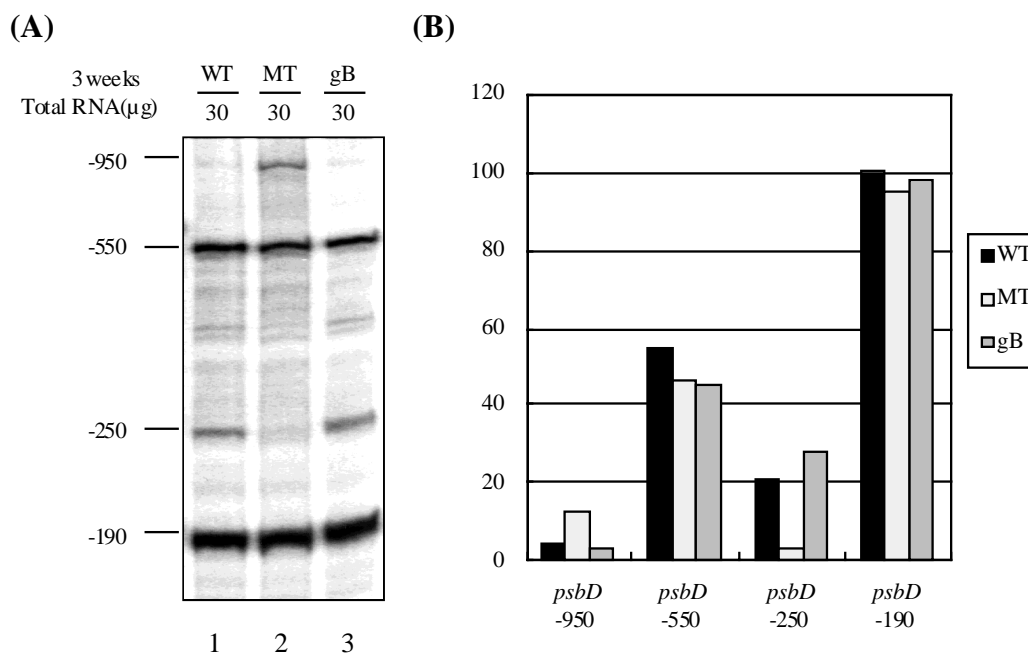 (A)
3 weeks
WT MT gB
Total RNA(µg)
30 30 30
-950
-550
-250
-190
1 2 3
(B)
120
100
80
60
40
20
0
psbD psbD psbD psbD
-950 -550 -250 -190
WT
MT
gB